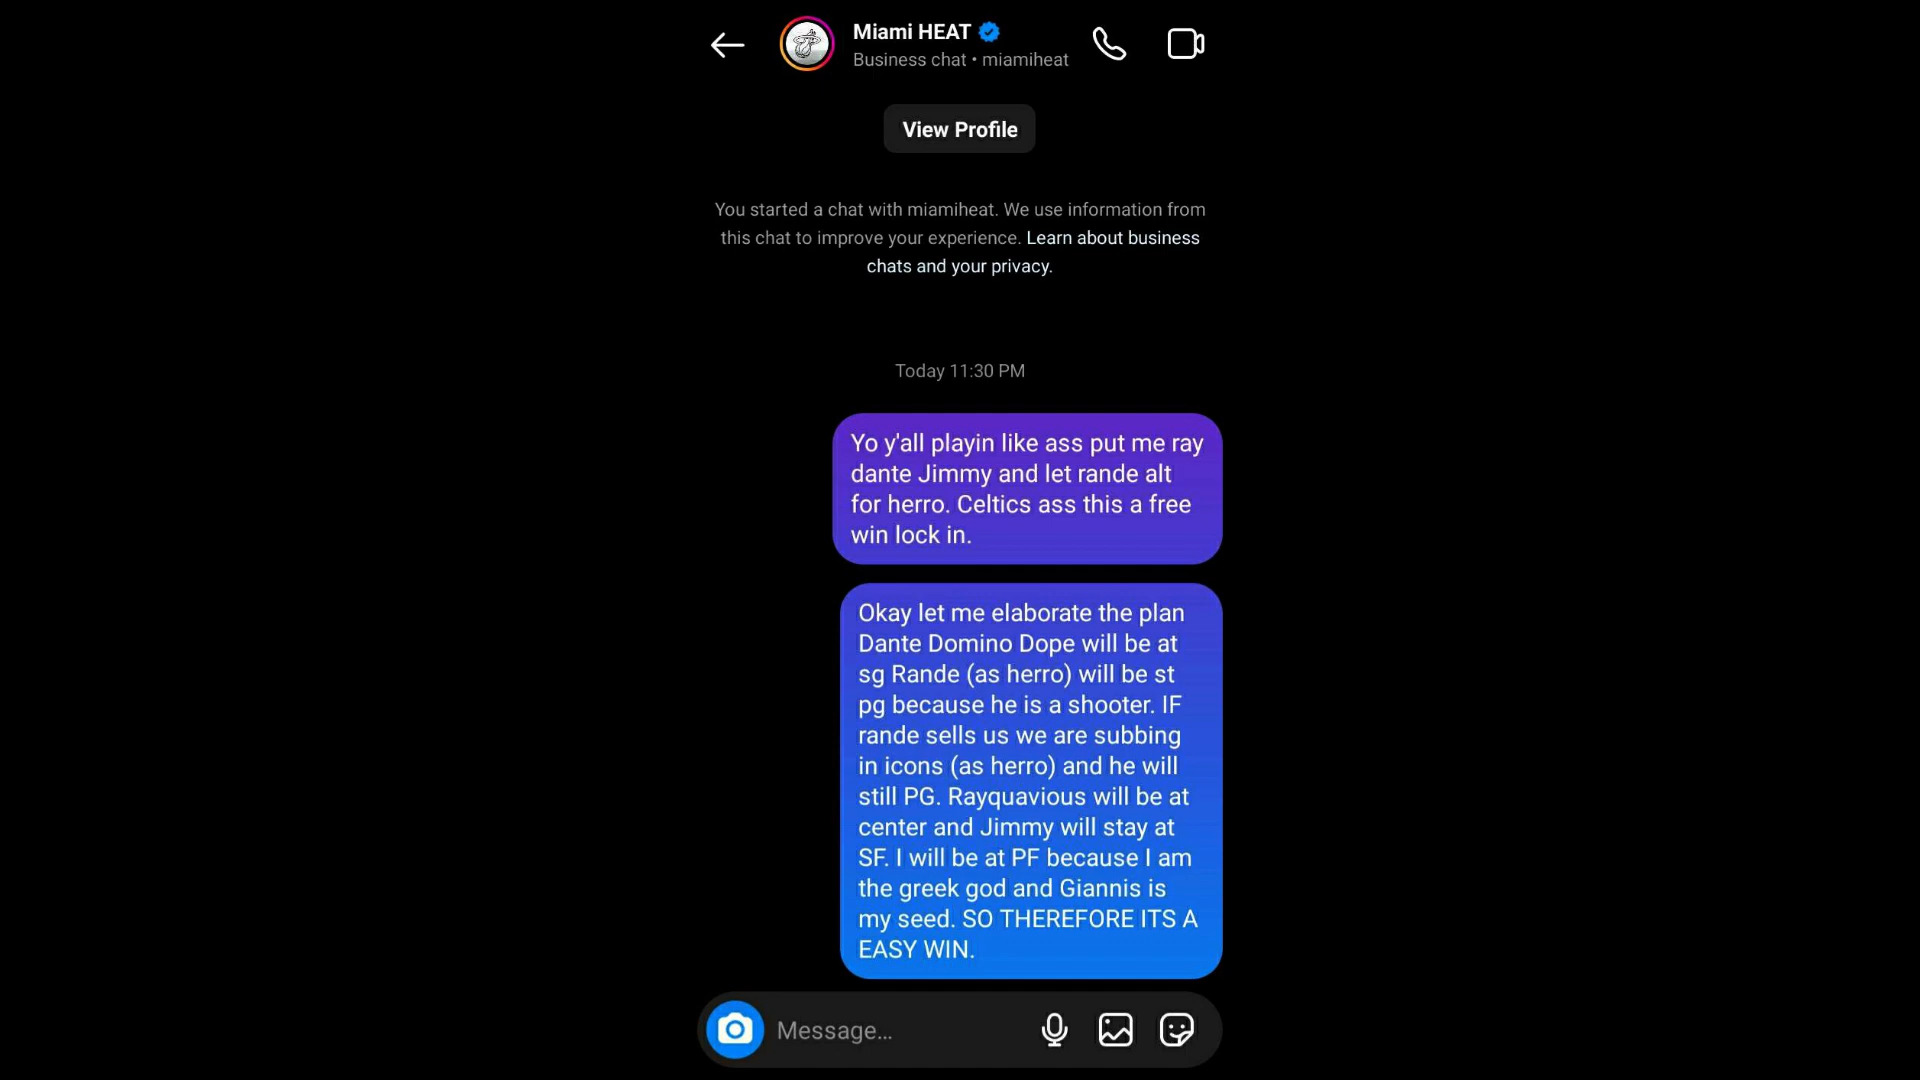 Miami HEAT
Business chat • miamiheat
View Profile
You started a chat with miamiheat. We use information from
this chat to improve your experience. Learn about business
chats and your privacy.
Today 11:30 PM
Yo y'all playin like ass put me ray
dante Jimmy and let rande alt
for herro. Celtics ass this a free
win lock in.
Okay let me elaborate the plan
Dante Domino Dope will be at
sg Rande (as herro) will be st
pg because he is a shooter. IF
rande sells us we are subbing
in icons (as herro) and he will
still PG. Rayquavious will be at
center and Jimmy will stay at
SF. I will be at PF because I am
the greek god and Giannis is
my seed. SO THEREFORE ITS A
EASY WIN.
Message...